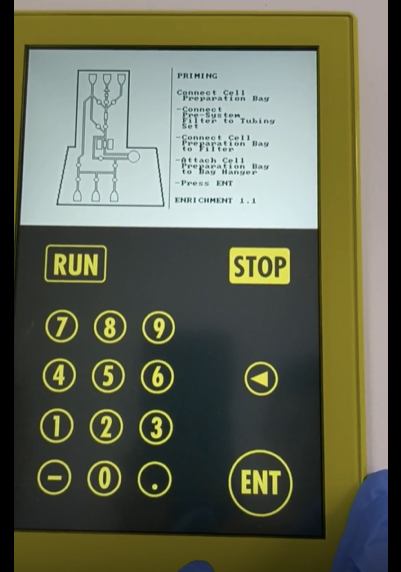 PRIMING
Connect Cell
Preparation Bag
-Connect
Pre-System
Filter to Tubing
Set
-Connect Cell
Preparation Bag
to Filter
-Attach Cell
Preparation Bag
to Bag Hanger
-Press ENT
ENRICHMENT 1.1
RUN STOP
7 8 9
4 5 6
1 2 3
- 0 .
ENT